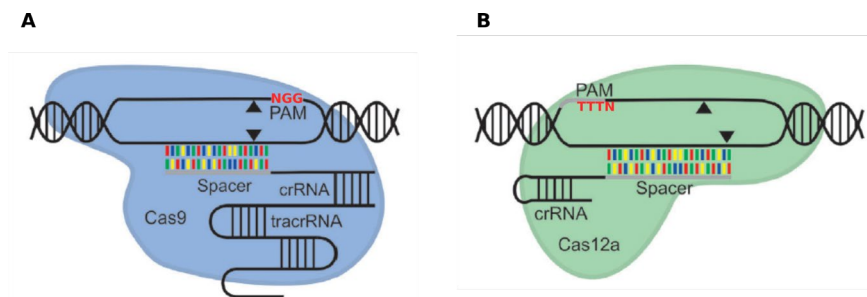 A
NGG
PAM
Spacer
crRNA
Cas9
tracrRNA
B
PAM
TTTN
Spacer
crRNA
Cas12a